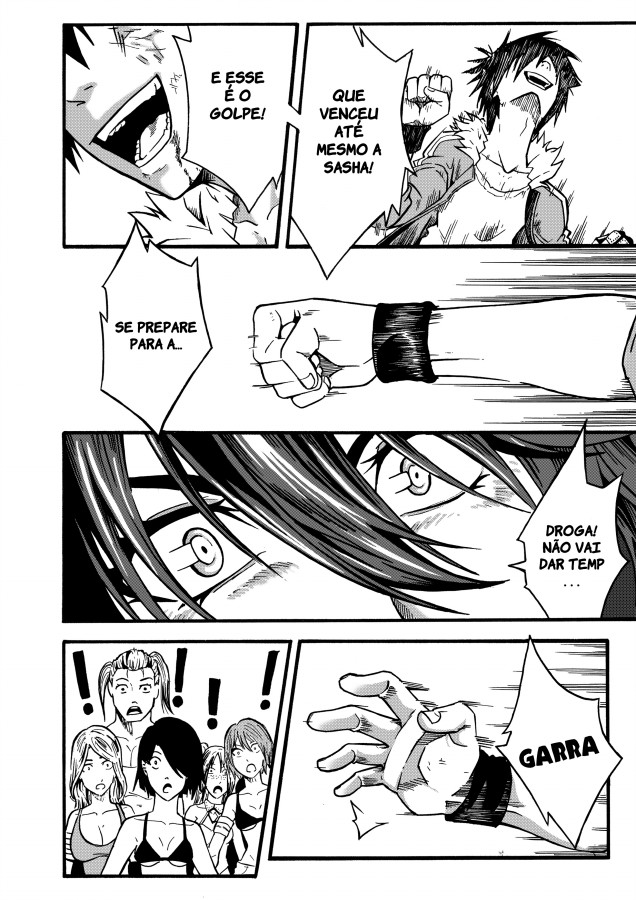 E ESSE
É O
GOLPE!
QUE
VENCEU
ATÉ
MESMO A
SASHA!
SE PREPARE
PARA A...
DROGA!
NÃO VAI
DAR TEMP
...
!
!
!
!
GARRA